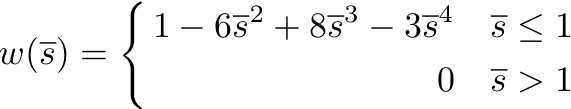 w(s̅) = { 1 − 6s̅² + 8s̅³ − 3s̅⁴  s̅ ≤ 1
0  s̅ > 1